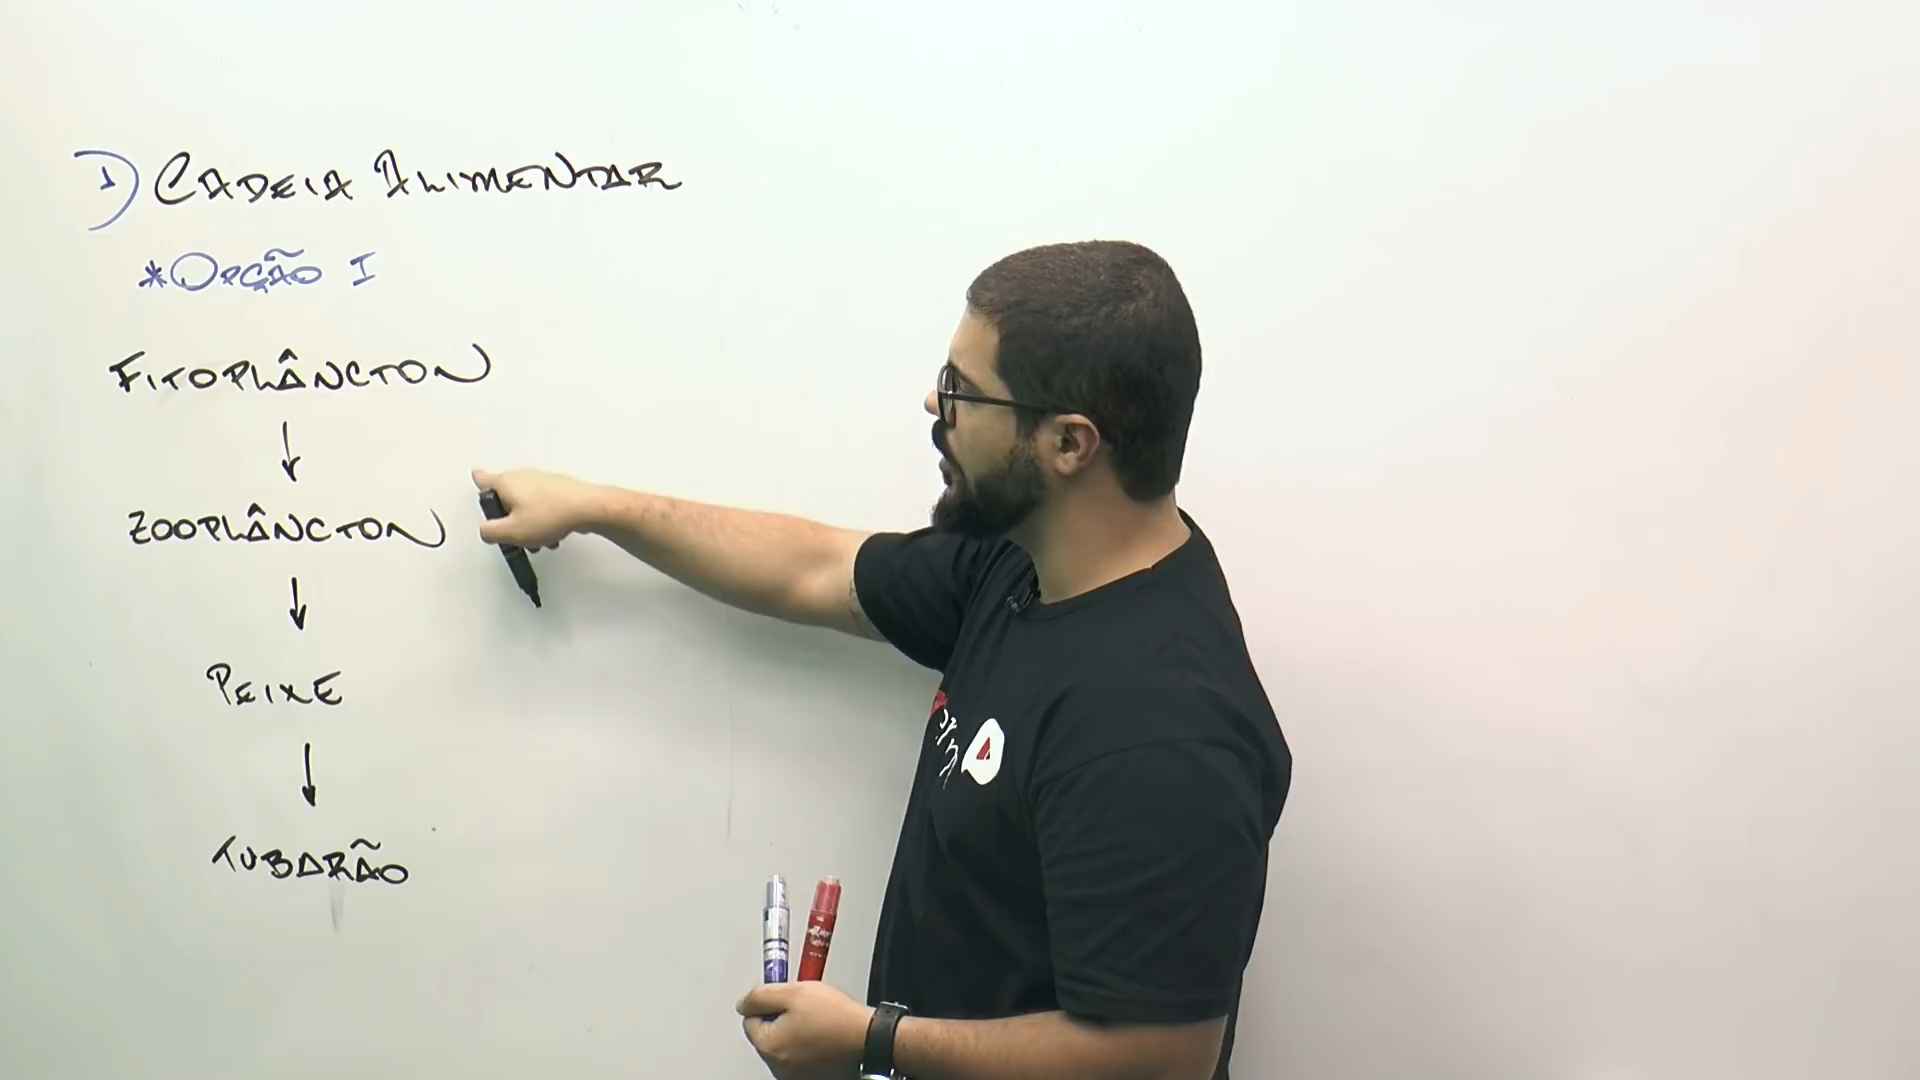 1) CADEIA ALIMENTAR
*OPÇÃO I
FITOPLÂNCTON
↓
ZOOPLÂNCTON
↓
PEIXE
↓
TUBARÃO